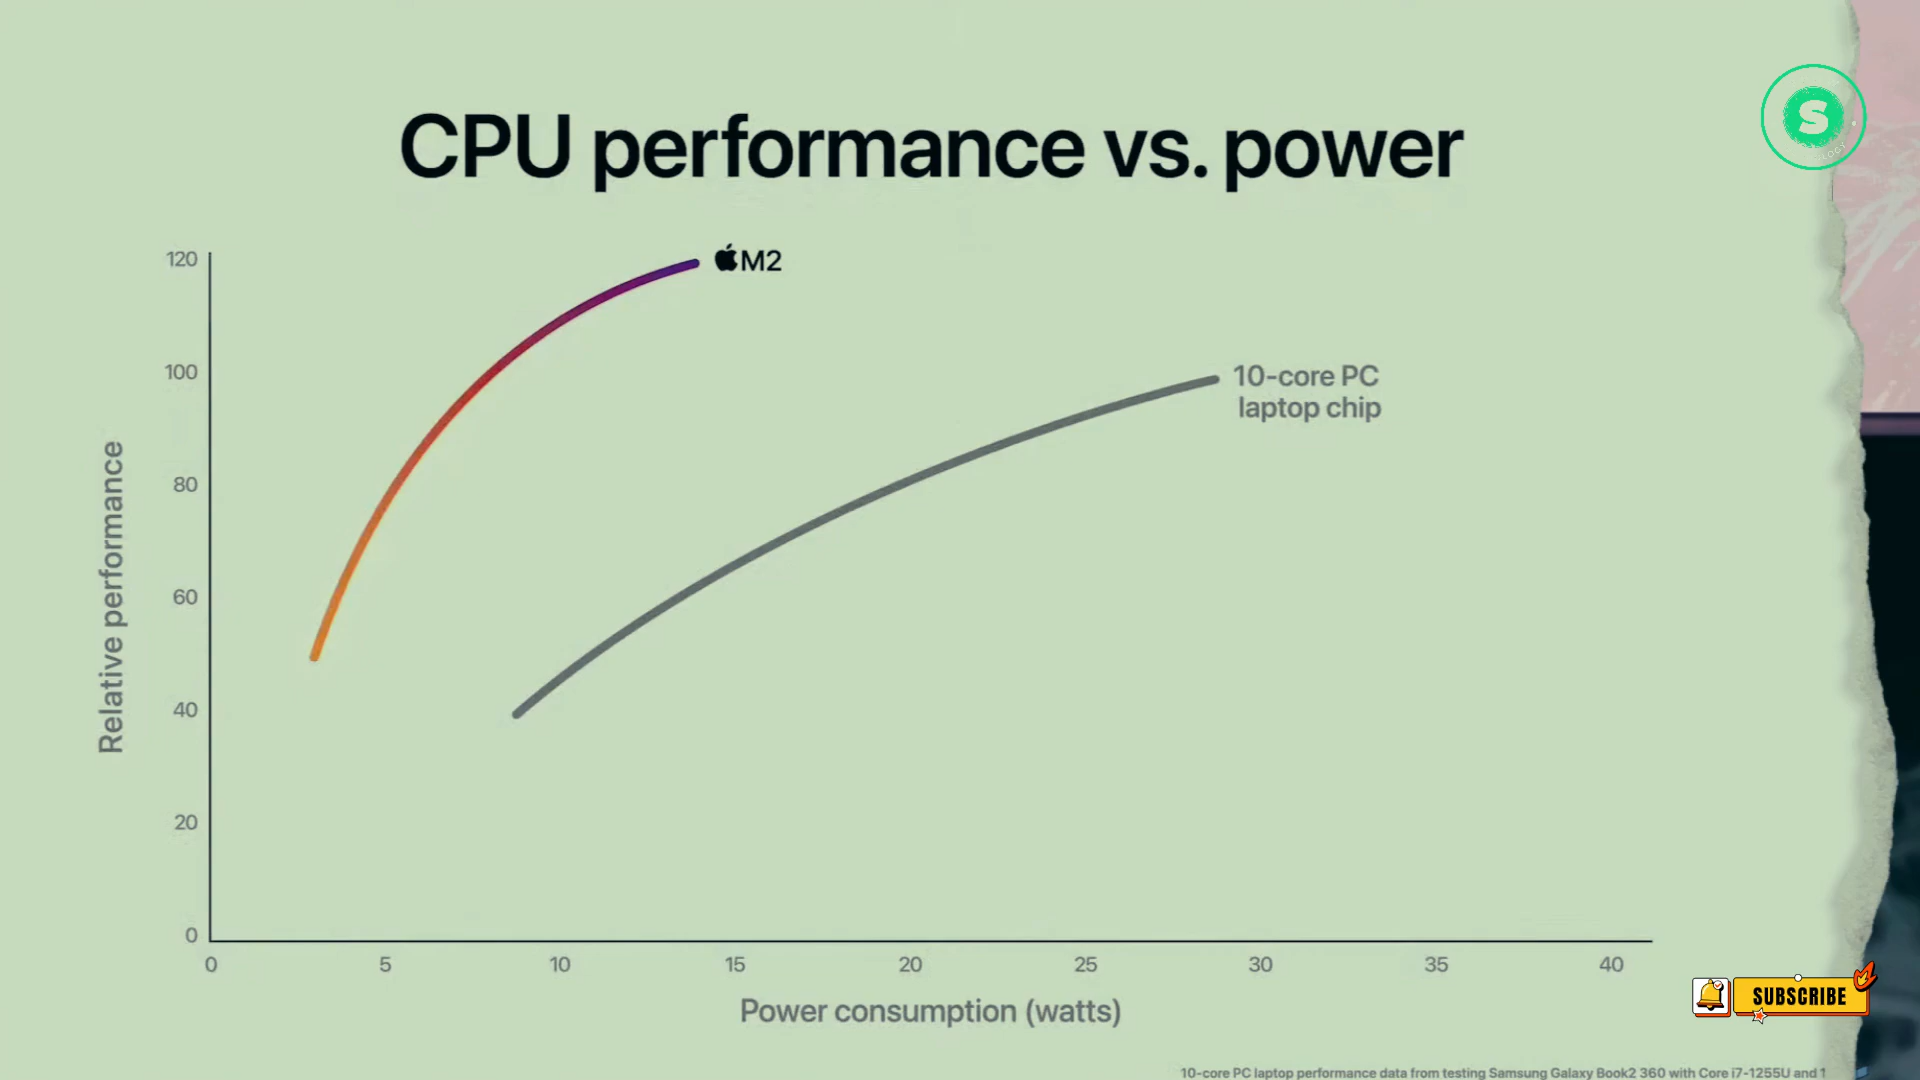 CPU performance vs. power
S
120
M2
100
10-core PC
laptop chip
80
60
40
20
0
Relative performance
0 5 10 15 20 25 30 35 40
Power consumption (watts)
SUBSCRIBE
10-core PC laptop performance data from testing Samsung Galaxy Book2 360 with Core i7-1255U and 1